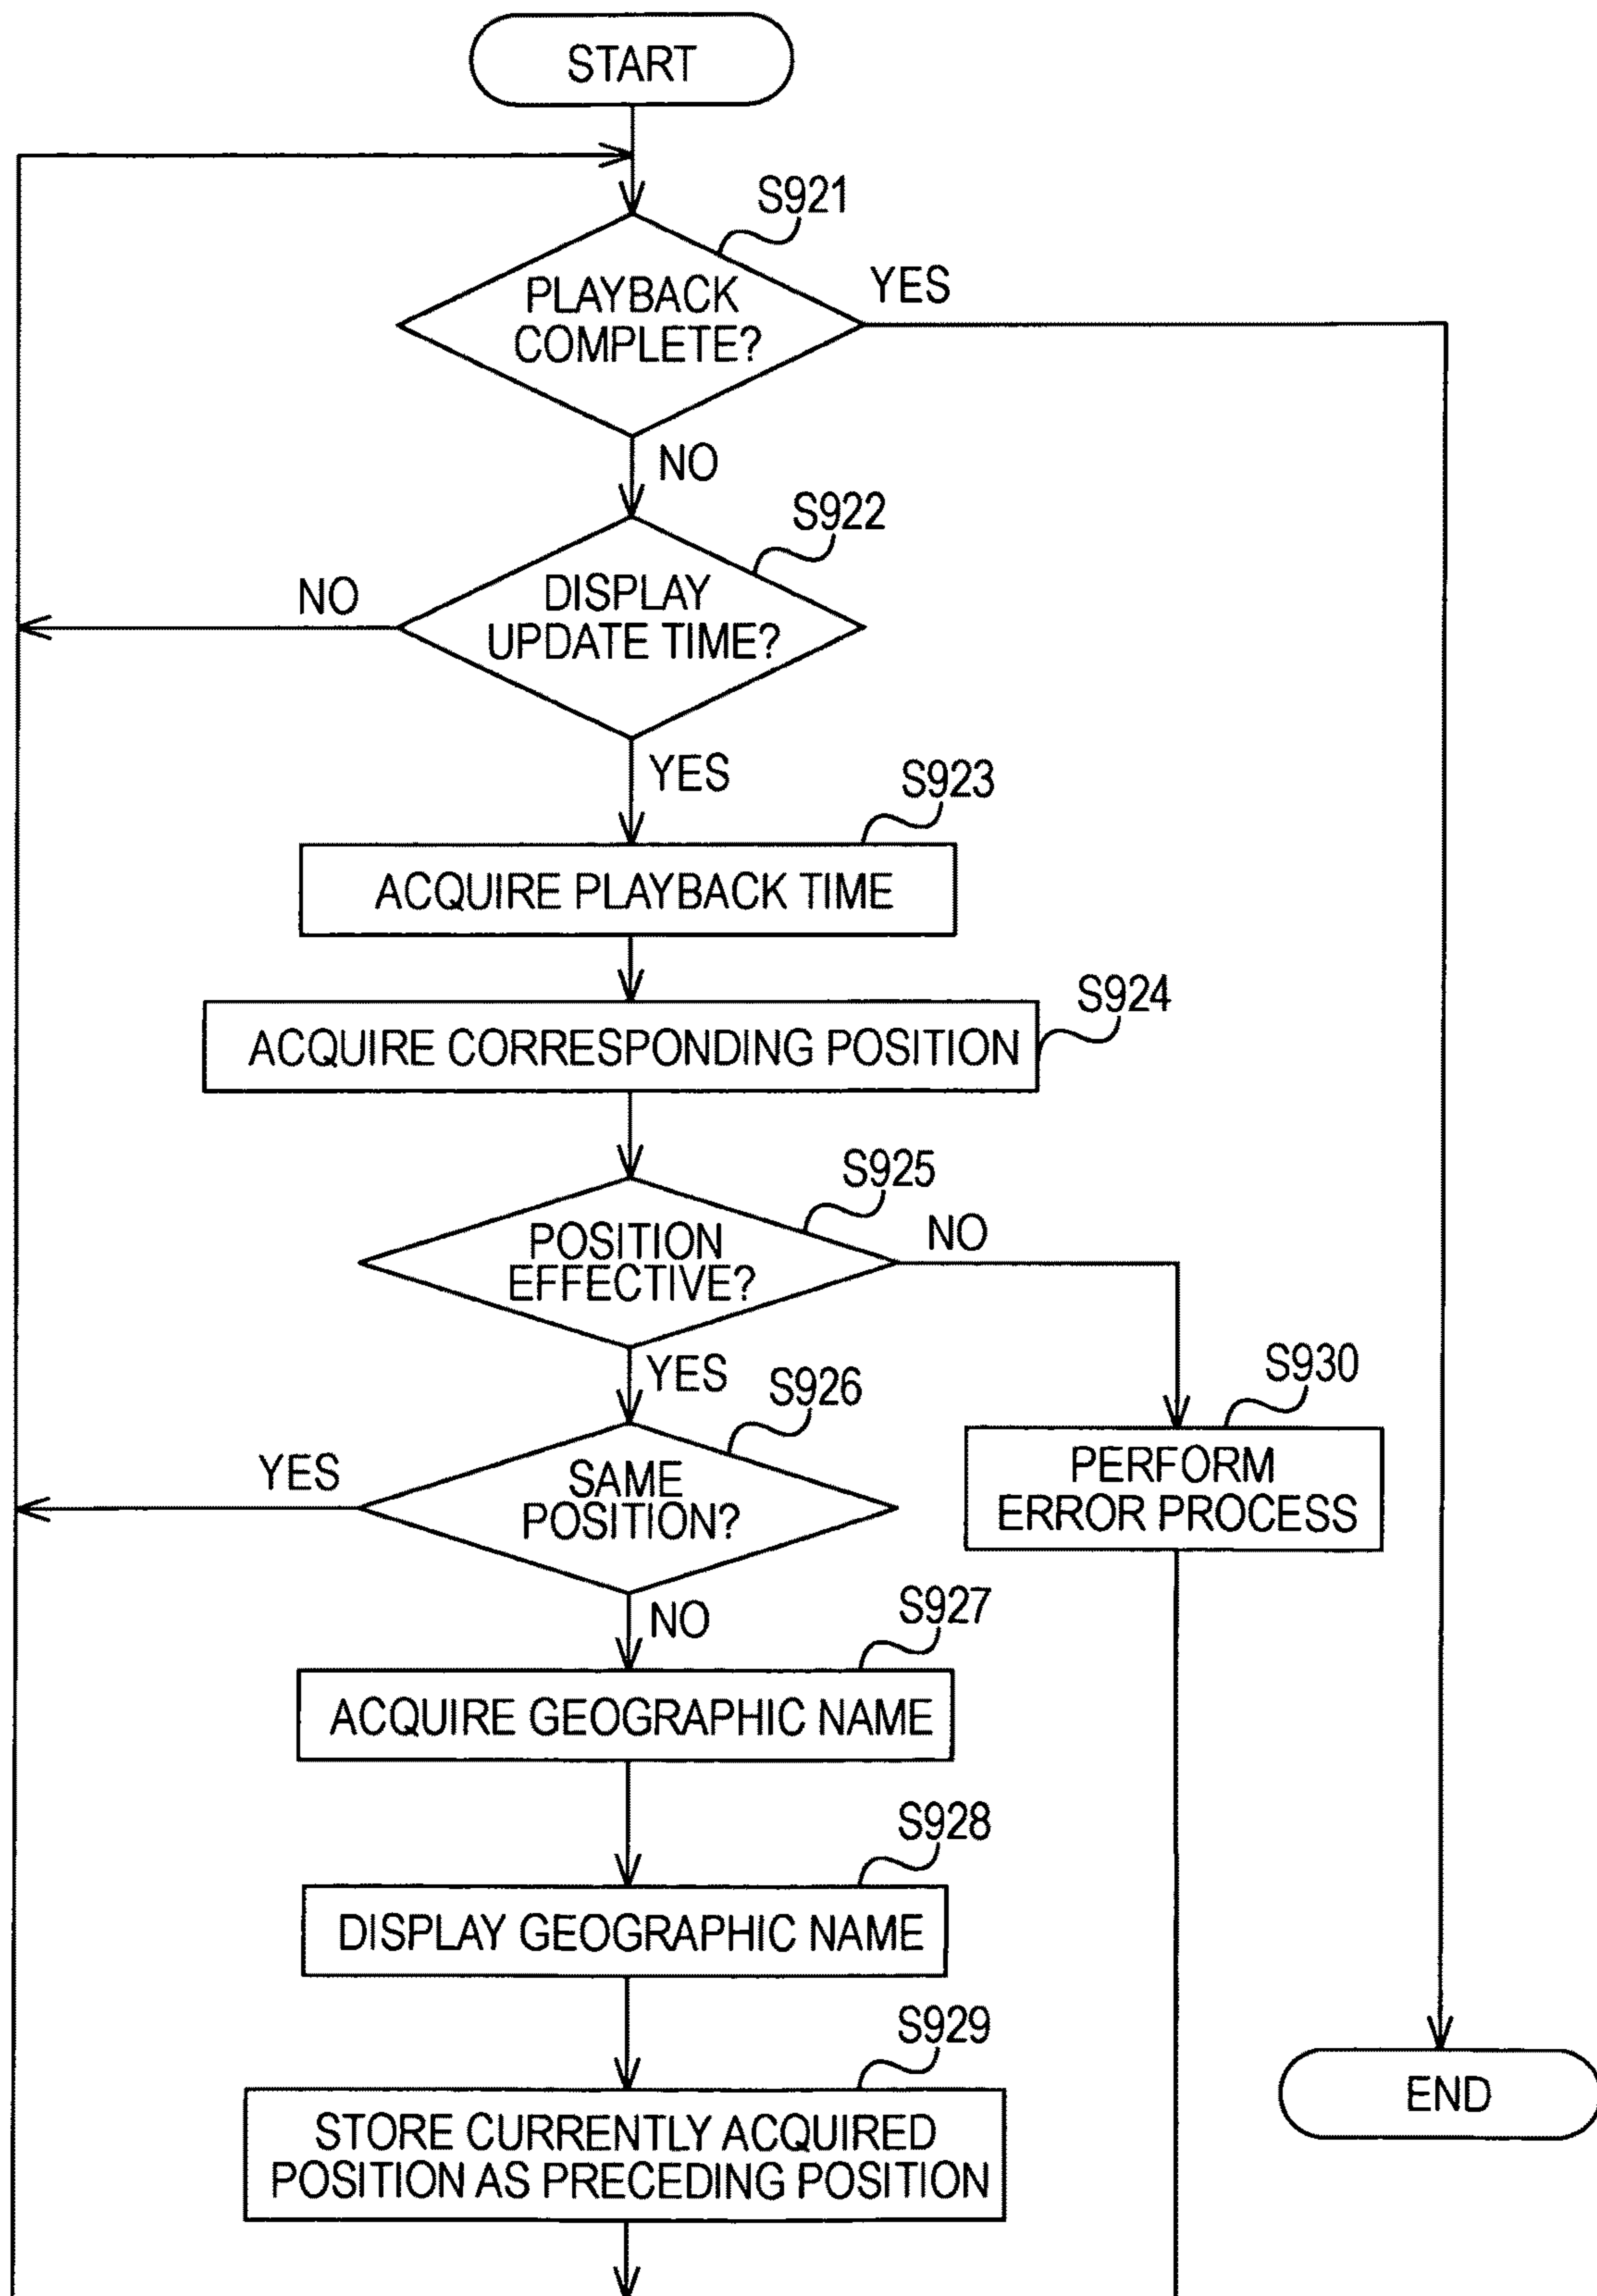 START
S921
PLAYBACK
COMPLETE?
YES
NO
S922
DISPLAY
UPDATE TIME?
NO
YES
S923
ACQUIRE PLAYBACK TIME
S924
ACQUIRE CORRESPONDING POSITION
S925
POSITION
EFFECTIVE?
NO
YES
S926
SAME
POSITION?
YES
S930
PERFORM
ERROR PROCESS
NO
S927
ACQUIRE GEOGRAPHIC NAME
S928
DISPLAY GEOGRAPHIC NAME
S929
STORE CURRENTLY ACQUIRED
POSITION AS PRECEDING POSITION
END